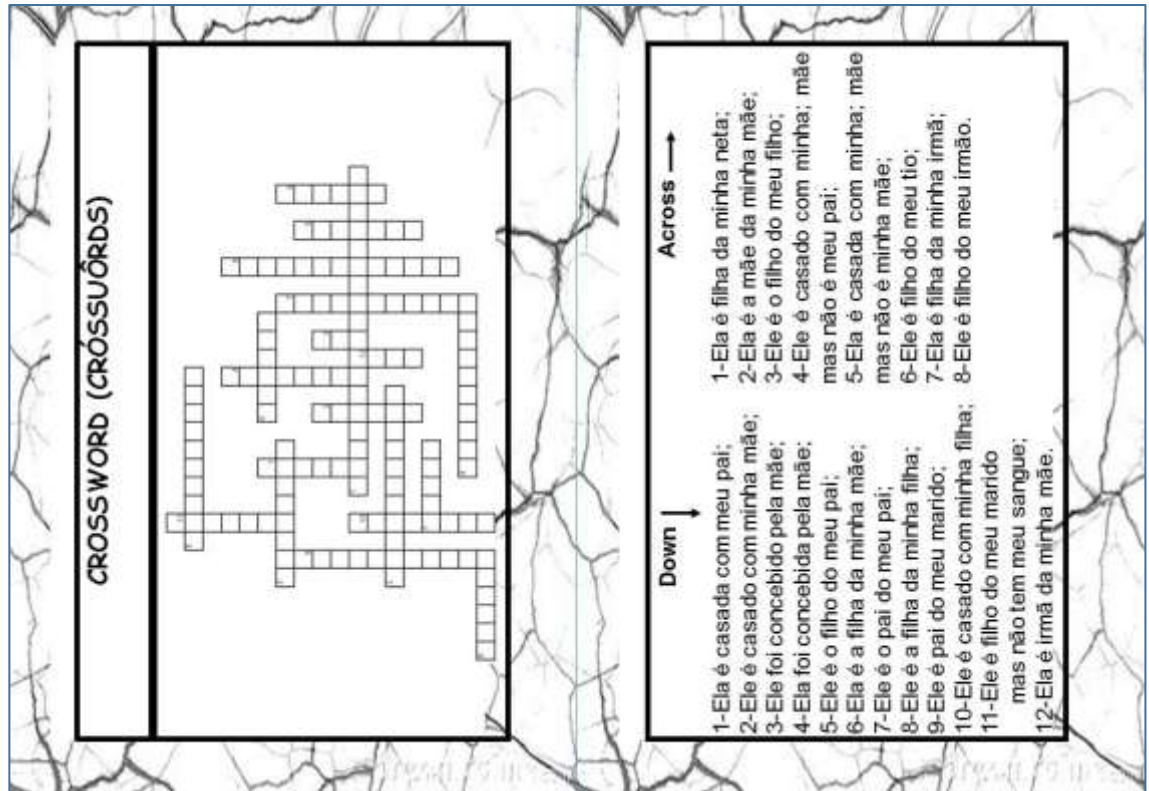 CROSSWORD (CRÓSSUÔRDS)
Down
1-Ela é casada com meu pai;
2-Ele é casado com minha mãe;
3-Ele foi concebido pela mãe;
4-Ela foi concebida pela mãe;
5-Ele é o filho do meu pai;
6-Ela é a filha da minha mãe;
7-Ele é o pai do meu pai;
8-Ele é a filha da minha filha;
9-Ele é pai do meu marido;
10-Ele é casado com minha filha;
11-Ele é filho do meu marido
mas não tem meu sangue;
12-Ela é irmã da minha mãe.
Across
1-Ela é filha da minha neta;
2-Ela é a mãe da minha mãe;
3-Ele é o filho do meu filho;
4-Ele é casado com minha; mãe
mas não é meu pai;
5-Ela é casada com minha; mãe
mas não é minha mãe;
6-Ele é filho do meu tio;
7-Ela é filha da minha irmã;
8-Ele é filho do meu irmão.